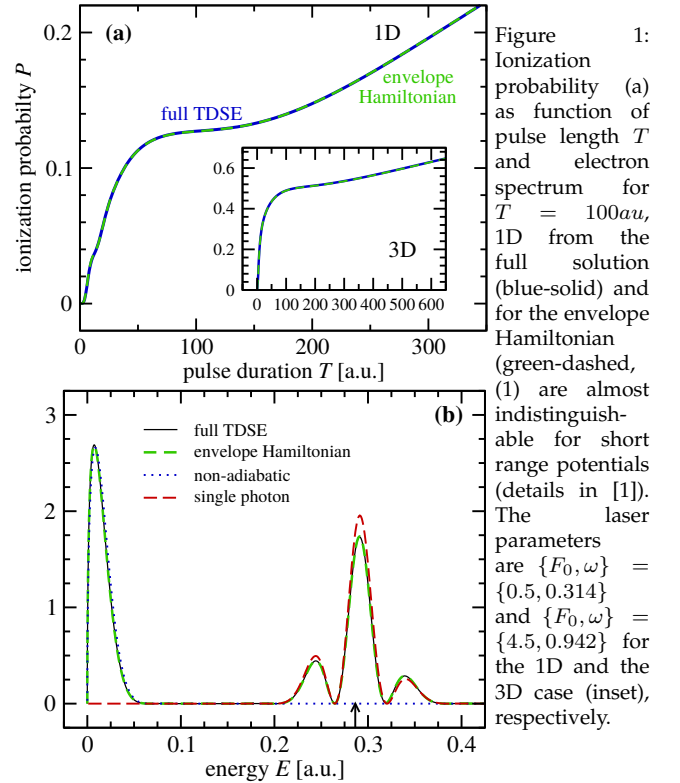 0.2
(a)
1D
envelope
Hamiltonian
full TDSE
ionization probabilty P
0.1
0
0.6
0.4
0.2
0
3D
0 100 200 300 400 500 600
0 100 200 300
pulse duration T [a.u.]
(b)
full TDSE
envelope Hamiltonian
non-adiabatic
single photon
3
2
1
0
0 0.1 0.2 0.3 0.4
energy E [a.u.]
Figure 1:
Ionization
probability (a)
as function of
pulse length T
and electron
spectrum for
T = 100au,
1D from the
full solution
(blue-solid) and
for the envelope
Hamiltonian
(green-dashed,
(1) are almost
indistinguish-
able for short
range potentials
(details in [1]).
The laser
parameters
are {F₀, ω} =
{0.5, 0.314}
and {F₀, ω} =
{4.5, 0.942} for
the 1D and the
3D case (inset),
respectively.